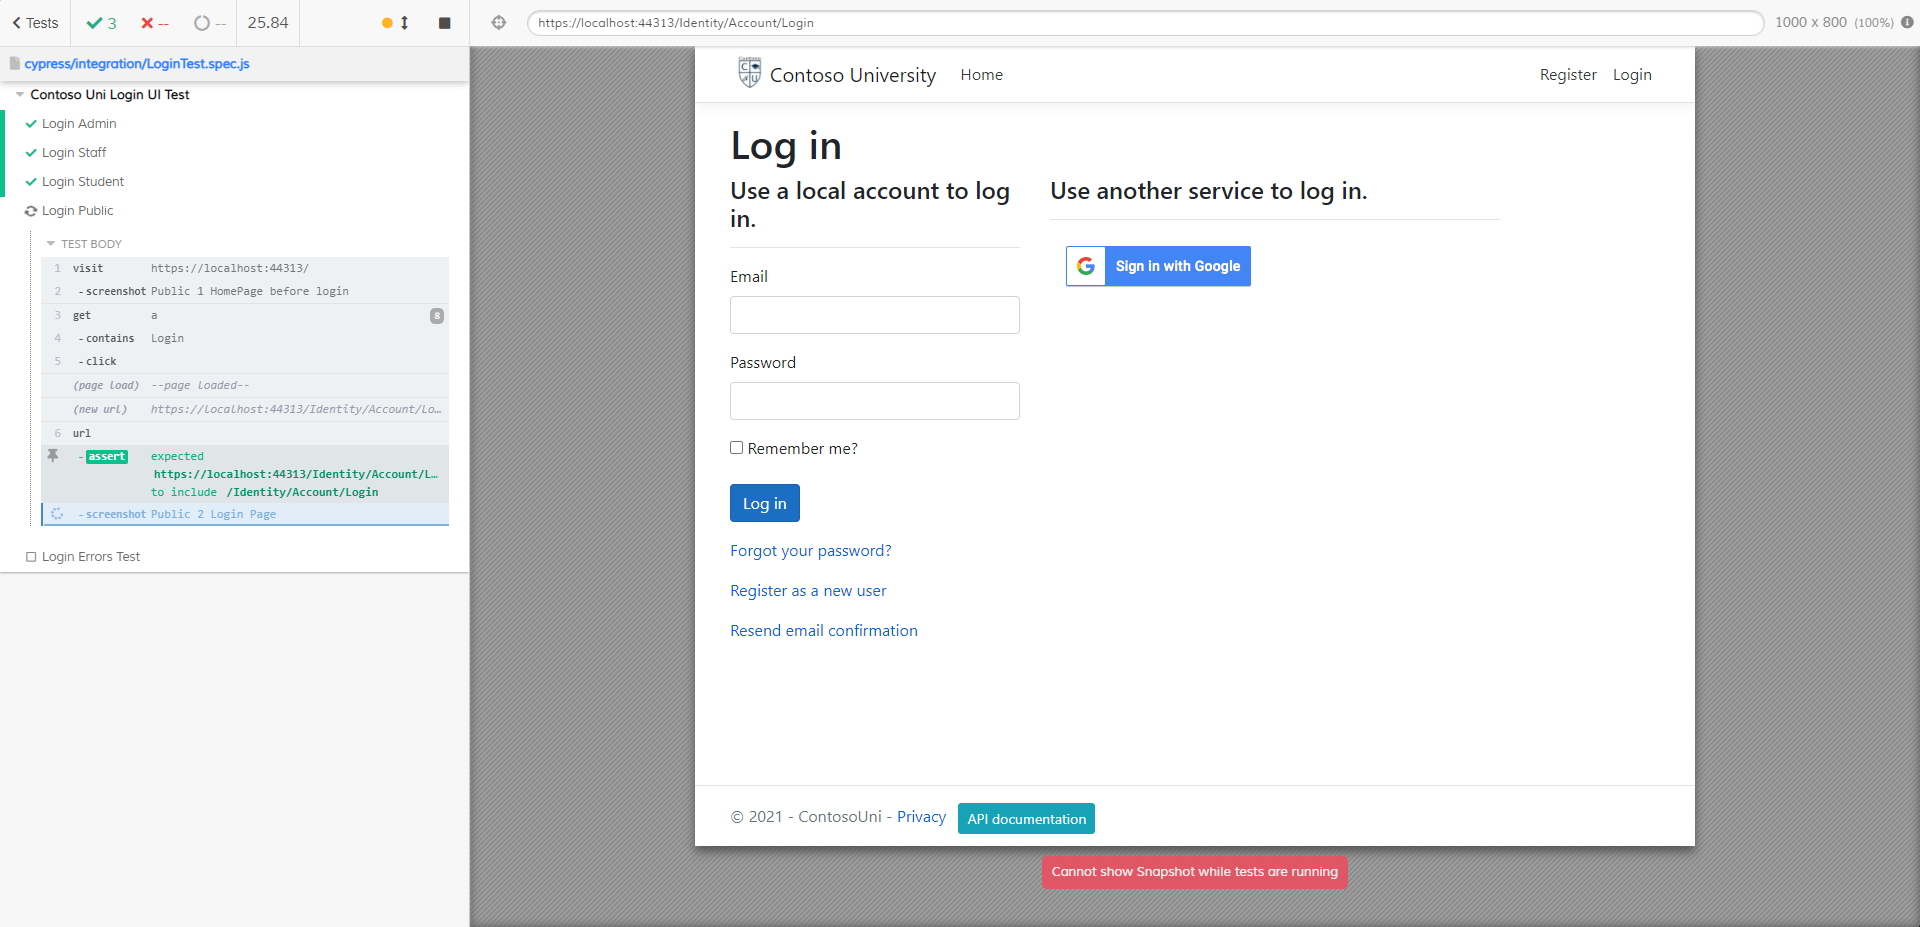 Tests
3
--
--
25.84
https://localhost:44313/Identity/Account/Login
1000 x 800 (100%)
cypress/integration/LoginTest.spec.js
Contoso Uni Login UI Test
Login Admin
Login Staff
Login Student
Login Public
TEST BODY
1 visit https://localhost:44313/
2 -screenshot Public 1 HomePage before login
3 get a 8
4 -contains Login
5 -click
(page load) --page loaded--
(new url) https://localhost:44313/Identity/Account/Lo…
6 url
-assert expected
https://localhost:44313/Identity/Account/L…
to include /Identity/Account/Login
-screenshot Public 2 Login Page
Login Errors Test
Contoso University
Home
Register
Login
Log in
Use a local account to log
in.
Email
Password
Remember me?
Log in
Forgot your password?
Register as a new user
Resend email confirmation
Use another service to log in.
Sign in with Google
© 2021 - ContosoUni - Privacy
API documentation
Cannot show Snapshot while tests are running